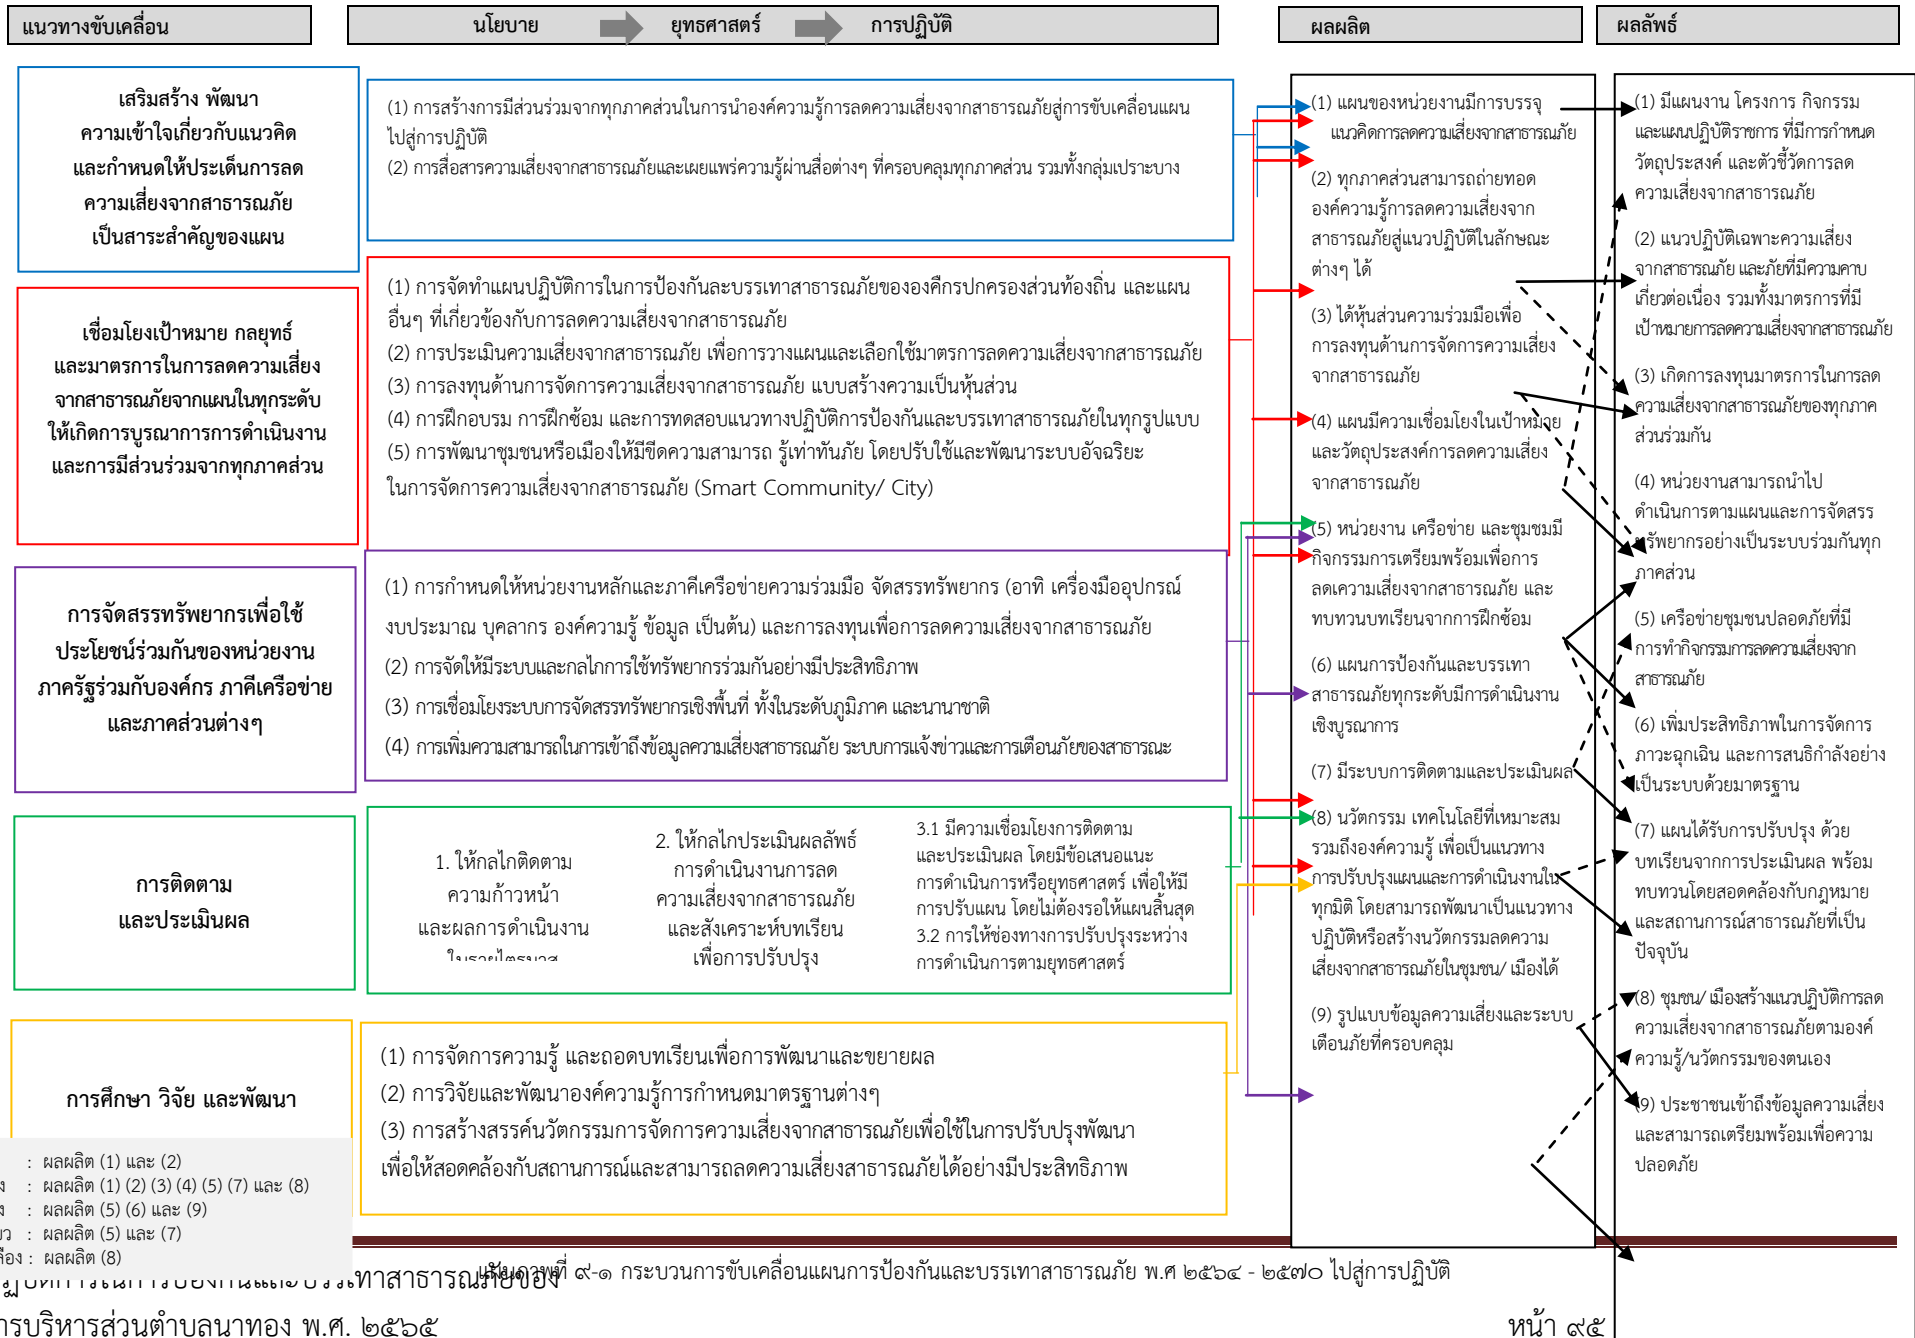 แนวทางขับเคลื่อน
นโยบาย ยุทธศาสตร์ การปฏิบัติ
ผลผลิต
ผลลัพธ์
เสริมสร้าง พัฒนา
ความเข้าใจเกี่ยวกับแนวคิด
และกำหนดให้ประเด็นการลด
ความเสี่ยงจากสาธารณภัย
เป็นสาระสำคัญของแผน
(1) การสร้างการมีส่วนร่วมจากทุกภาคส่วนในการนำองค์ความรู้การลดความเสี่ยงจากสาธารณภัยสู่การขับเคลื่อนแผน
ไปสู่การปฏิบัติ
(2) การสื่อสารความเสี่ยงจากสาธารณภัยและเผยแพร่ความรู้ผ่านสื่อต่างๆ ที่ครอบคลุมทุกภาคส่วน รวมทั้งกลุ่มเปราะบาง
เชื่อมโยงเป้าหมาย กลยุทธ์
และมาตรการในการลดความเสี่ยง
จากสาธารณภัยจากแผนในทุกระดับ
ให้เกิดการบูรณาการการดำเนินงาน
และการมีส่วนร่วมจากทุกภาคส่วน
(1) การจัดทำแผนปฏิบัติการในการป้องกันละบรรเทาสาธารณภัยขององค์กรปกครองส่วนท้องถิ่น และแผน
อื่นๆ ที่เกี่ยวข้องกับการลดความเสี่ยงจากสาธารณภัย
(2) การประเมินความเสี่ยงจากสาธารณภัย เพื่อการวางแผนและเลือกใช้มาตรการลดความเสี่ยงจากสาธารณภัย
(3) การลงทุนด้านการจัดการความเสี่ยงจากสาธารณภัย แบบสร้างความเป็นหุ้นส่วน
(4) การฝึกอบรม การฝึกซ้อม และการทดสอบแนวทางปฏิบัติการป้องกันและบรรเทาสาธารณภัยในทุกรูปแบบ
(5) การพัฒนาชุมชนหรือเมืองให้มีขีดความสามารถ รู้เท่าทันภัย โดยปรับใช้และพัฒนาระบบอัจฉริยะ
ในการจัดการความเสี่ยงจากสาธารณภัย (Smart Community/ City)
การจัดสรรทรัพยากรเพื่อใช้
ประโยชน์ร่วมกันของหน่วยงาน
ภาครัฐร่วมกับองค์กร ภาคีเครือข่าย
และภาคส่วนต่างๆ
(1) การกำหนดให้หน่วยงานหลักและภาคีเครือข่ายความร่วมมือ จัดสรรทรัพยากร (อาทิ เครื่องมืออุปกรณ์
งบประมาณ บุคลากร องค์ความรู้ ข้อมูล เป็นต้น) และการลงทุนเพื่อการลดความเสี่ยงจากสาธารณภัย
(2) การจัดให้มีระบบและกลไกการใช้ทรัพยากรร่วมกันอย่างมีประสิทธิภาพ
(3) การเชื่อมโยงระบบการจัดสรรทรัพยากรเชิงพื้นที่ ทั้งในระดับภูมิภาค และนานาชาติ
(4) การเพิ่มความสามารถในการเข้าถึงข้อมูลความเสี่ยงสาธารณภัย ระบบการแจ้งข่าวและการเตือนภัยของสาธารณะ
การติดตาม
และประเมินผล
1. ให้กลไกติดตาม
ความก้าวหน้า
และผลการดำเนินงาน
ในรายไตรมาส
2. ให้กลไกประเมินผลลัพธ์
การดำเนินงานการลด
ความเสี่ยงจากสาธารณภัย
และสังเคราะห์บทเรียน
เพื่อการปรับปรุง
3.1 มีความเชื่อมโยงการติดตาม
และประเมินผล โดยมีข้อเสนอแนะ
การดำเนินการหรือยุทธศาสตร์ เพื่อให้มี
การปรับแผน โดยไม่ต้องรอให้แผนสิ้นสุด
3.2 การให้ช่องทางการปรับปรุงระหว่าง
การดำเนินการตามยุทธศาสตร์
การศึกษา วิจัย และพัฒนา
(1) การจัดการความรู้ และถอดบทเรียนเพื่อการพัฒนาและขยายผล
(2) การวิจัยและพัฒนาองค์ความรู้การกำหนดมาตรฐานต่างๆ
(3) การสร้างสรรค์นวัตกรรมการจัดการความเสี่ยงจากสาธารณภัยเพื่อใช้ในการปรับปรุงพัฒนา
เพื่อให้สอดคล้องกับสถานการณ์และสามารถลดความเสี่ยงสาธารณภัยได้อย่างมีประสิทธิภาพ
(1) แผนของหน่วยงานมีการบรรจุ
แนวคิดการลดความเสี่ยงจากสาธารณภัย
(2) ทุกภาคส่วนสามารถถ่ายทอด
องค์ความรู้การลดความเสี่ยงจาก
สาธารณภัยสู่แนวปฏิบัติในลักษณะ
ต่างๆ ได้
(3) ได้หุ้นส่วนความร่วมมือเพื่อ
การลงทุนด้านการจัดการความเสี่ยง
จากสาธารณภัย
(4) แผนมีความเชื่อมโยงในเป้าหมาย
และวัตถุประสงค์การลดความเสี่ยง
จากสาธารณภัย
(5) หน่วยงาน เครือข่าย และชุมชมมี
กิจกรรมการเตรียมพร้อมเพื่อการ
ลดเความเสี่ยงจากสาธารณภัย และ
ทบทวนบทเรียนจากการฝึกซ้อม
(6) แผนการป้องกันและบรรเทา
สาธารณภัยทุกระดับมีการดำเนินงาน
เชิงบูรณาการ
(7) มีระบบการติดตามและประเมินผล
(8) นวัตกรรม เทคโนโลยีที่เหมาะสม
รวมถึงองค์ความรู้ เพื่อเป็นแนวทาง
การปรับปรุงแผนและการดำเนินงานใน
ทุกมิติ โดยสามารถพัฒนาเป็นแนวทาง
ปฏิบัติหรือสร้างนวัตกรรมลดความ
เสี่ยงจากสาธารณภัยในชุมชน/ เมืองได้
(9) รูปแบบข้อมูลความเสี่ยงและระบบ
เตือนภัยที่ครอบคลุม
(1) มีแผนงาน โครงการ กิจกรรม
และแผนปฏิบัติราชการ ที่มีการกำหนด
วัตถุประสงค์ และตัวชี้วัดการลด
ความเสี่ยงจากสาธารณภัย
(2) แนวปฏิบัติเฉพาะความเสี่ยง
จากสาธารณภัย และภัยที่มีความคาบ
เกี่ยวต่อเนื่อง รวมทั้งมาตรการที่มี
เป้าหมายการลดความเสี่ยงจากสาธารณภัย
(3) เกิดการลงทุนมาตรการในการลด
ความเสี่ยงจากสาธารณภัยของทุกภาค
ส่วนร่วมกัน
(4) หน่วยงานสามารถนำไป
ดำเนินการตามแผนและการจัดสรร
ทรัพยากรอย่างเป็นระบบร่วมกันทุก
ภาคส่วน
(5) เครือข่ายชุมชนปลอดภัยที่มี
การทำกิจกรรมการลดความเสี่ยงจาก
สาธารณภัย
(6) เพิ่มประสิทธิภาพในการจัดการ
ภาวะฉุกเฉิน และการสนธิกำลังอย่าง
เป็นระบบด้วยมาตรฐาน
(7) แผนได้รับการปรับปรุง ด้วย
บทเรียนจากการประเมินผล พร้อม
ทบทวนโดยสอดคล้องกับกฎหมาย
และสถานการณ์สาธารณภัยที่เป็น
ปัจจุบัน
(8) ชุมชน/ เมืองสร้างแนวปฏิบัติการลด
ความเสี่ยงจากสาธารณภัยตามองค์
ความรู้/นวัตกรรมของตนเอง
(9) ประชาชนเข้าถึงข้อมูลความเสี่ยง
และสามารถเตรียมพร้อมเพื่อความ
ปลอดภัย
: ผลผลิต (1) และ (2)
ง : ผลผลิต (1) (2) (3) (4) (5) (7) และ (8)
ง : ผลผลิต (5) (6) และ (9)
: ผลผลิต (5) และ (7)
: ผลผลิต (8)
แผนภาพที่ ๙-๑ กระบวนการขับเคลื่อนแผนการป้องกันและบรรเทาสาธารณภัย พ.ศ ๒๕๖๔ - ๒๕๗๐ ไปสู่การปฏิบัติ
ฏิบัติการในการป้องกันและบรรเทาสาธารณภัยของ
ารบริหารส่วนตำบลนาทอง พ.ศ. ๒๕๖๕
หน้า ๙๕